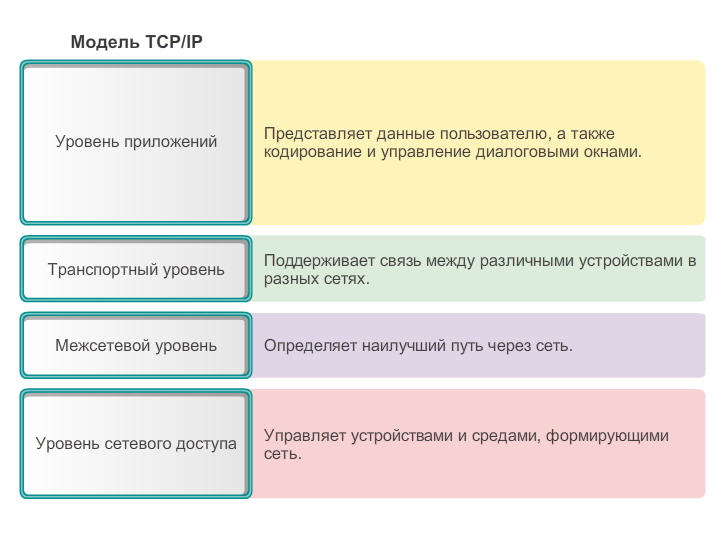 Модель TCP/IP
Уровень приложений
Представляет данные пользователю, а также
кодирование и управление диалоговыми окнами.
Транспортный уровень
Поддерживает связь между различными устройствами в
разных сетях.
Межсетевой уровень
Определяет наилучший путь через сеть.
Уровень сетевого доступа
Управляет устройствами и средами, формирующими
сеть.